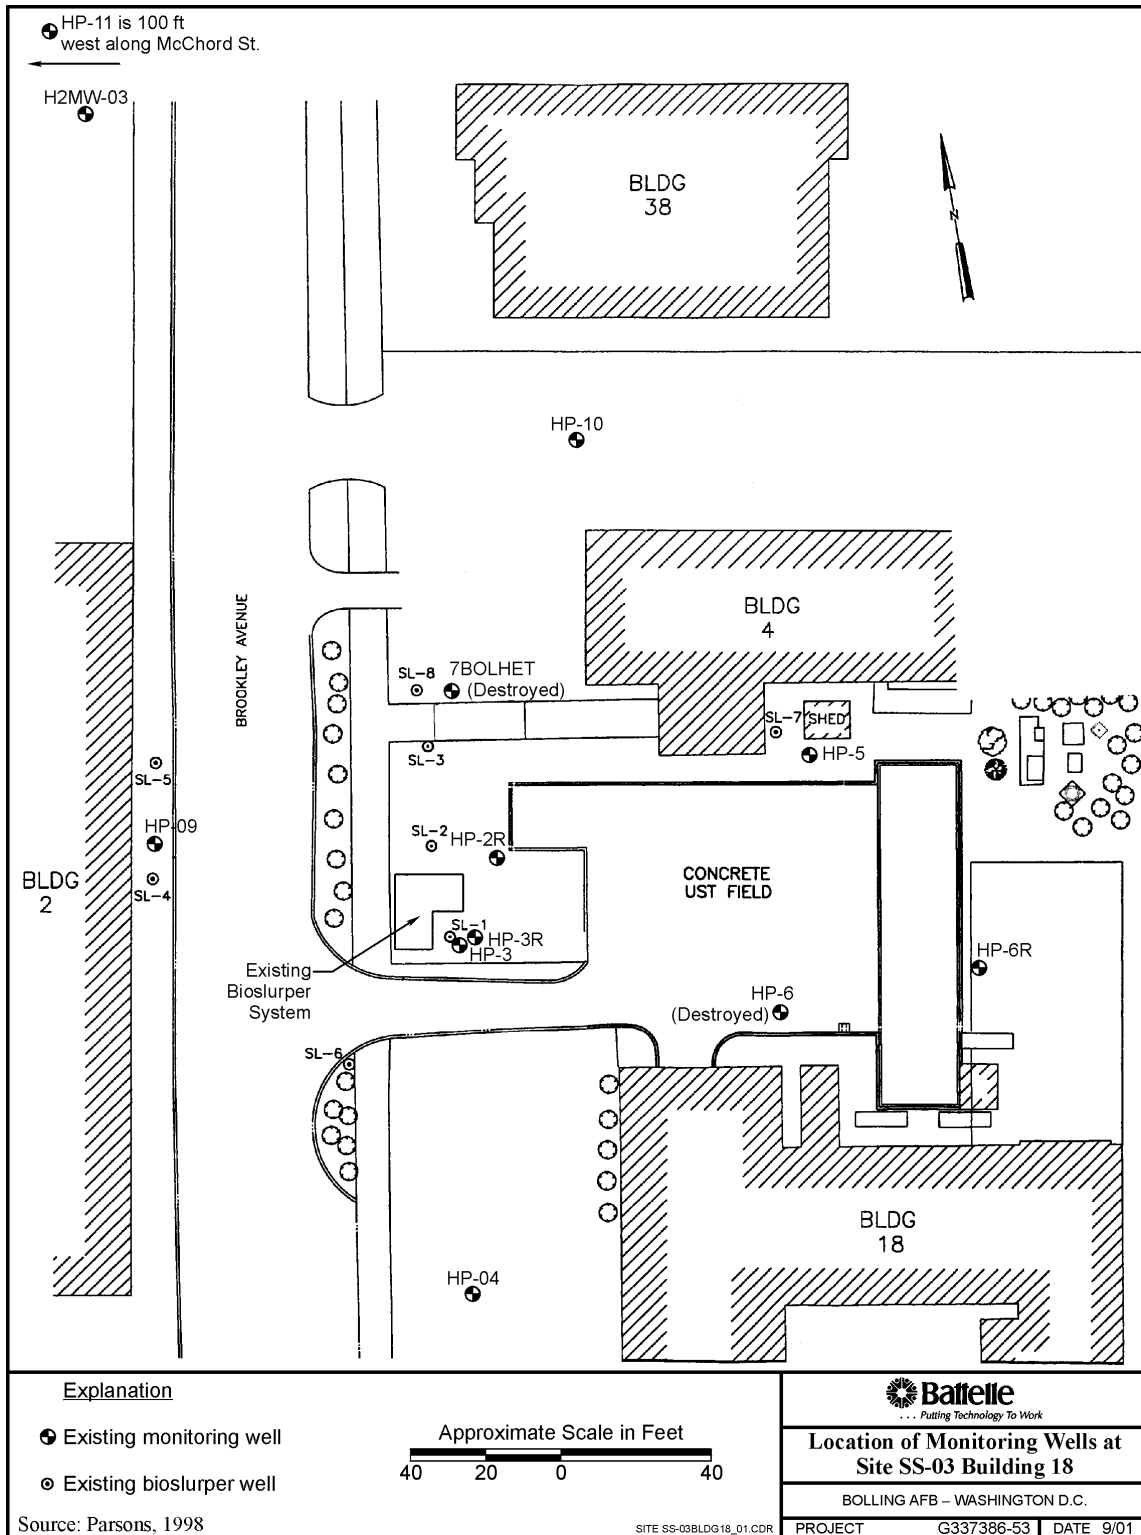 HP-11 is 100 ft
west along McChord St.
H2MW-03
BLDG
38
N
HP-10
BLDG
4
BROOKLEY AVENUE
SL-8
7BOLHET
(Destroyed)
SL-7
SHED
SL-3
HP-5
SL-5
HP-09
SL-2
HP-2R
CONCRETE
UST FIELD
BLDG
2
SL-4
SL-1
HP-3R
HP-3
HP-6R
Existing
Bioslurper
System
HP-6
(Destroyed)
SL-6
BLDG
18
HP-04
Explanation
Existing monitoring well
Existing bioslurper well
Source: Parsons, 1998
Approximate Scale in Feet
40 20 0 40
SITE SS-03BLDG18_01.CDR
Battelle
. . . Putting Technology To Work
Location of Monitoring Wells at
Site SS-03 Building 18
BOLLING AFB – WASHINGTON D.C.
PROJECT G337386-53 DATE 9/01